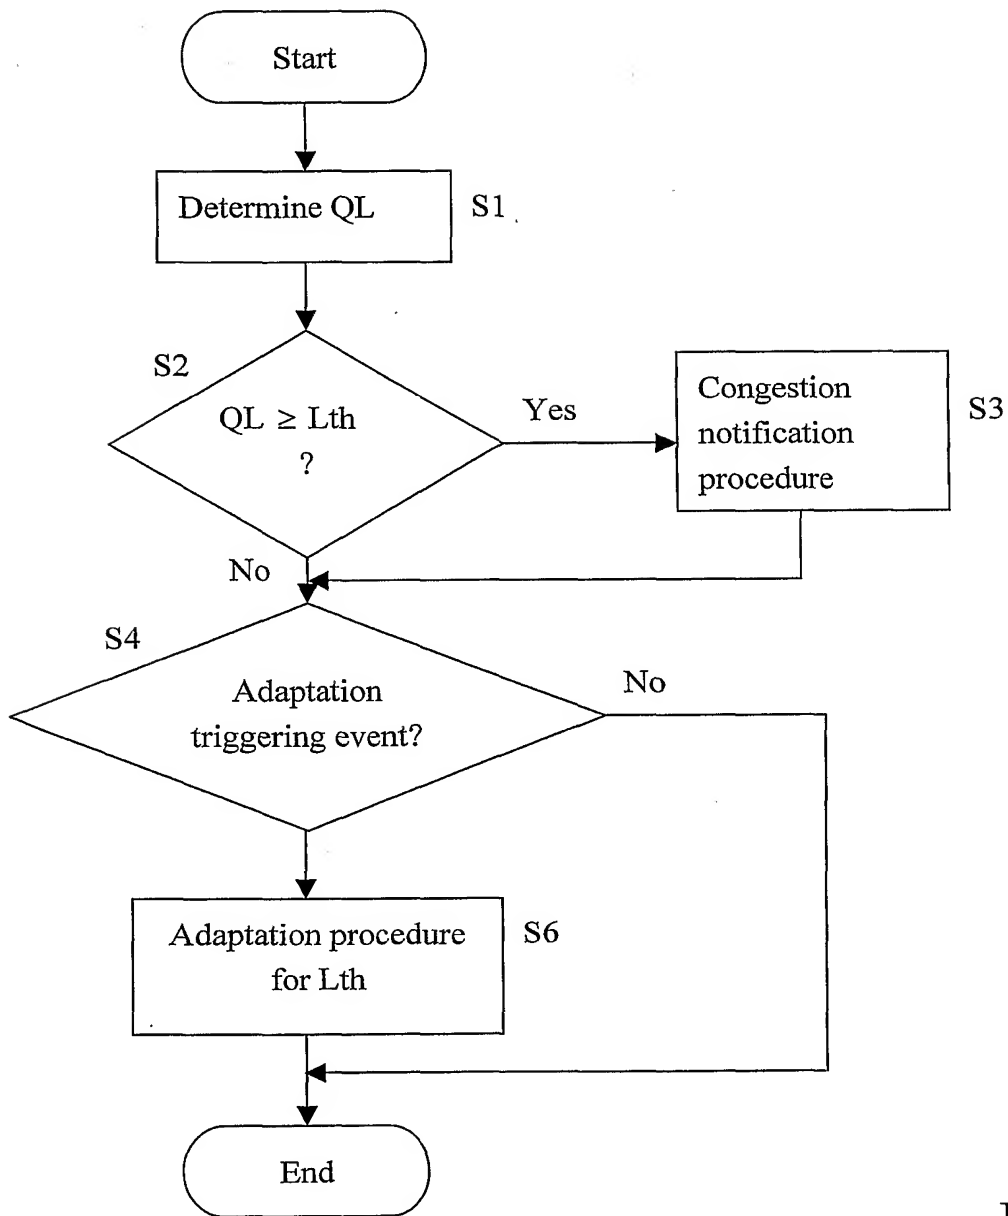 Start
Determine QL
S1
S2
QL ≥ Lth
?
Yes
Congestion
notification
procedure
S3
No
S4
Adaptation
triggering event?
No
Adaptation procedure
for Lth
S6
End